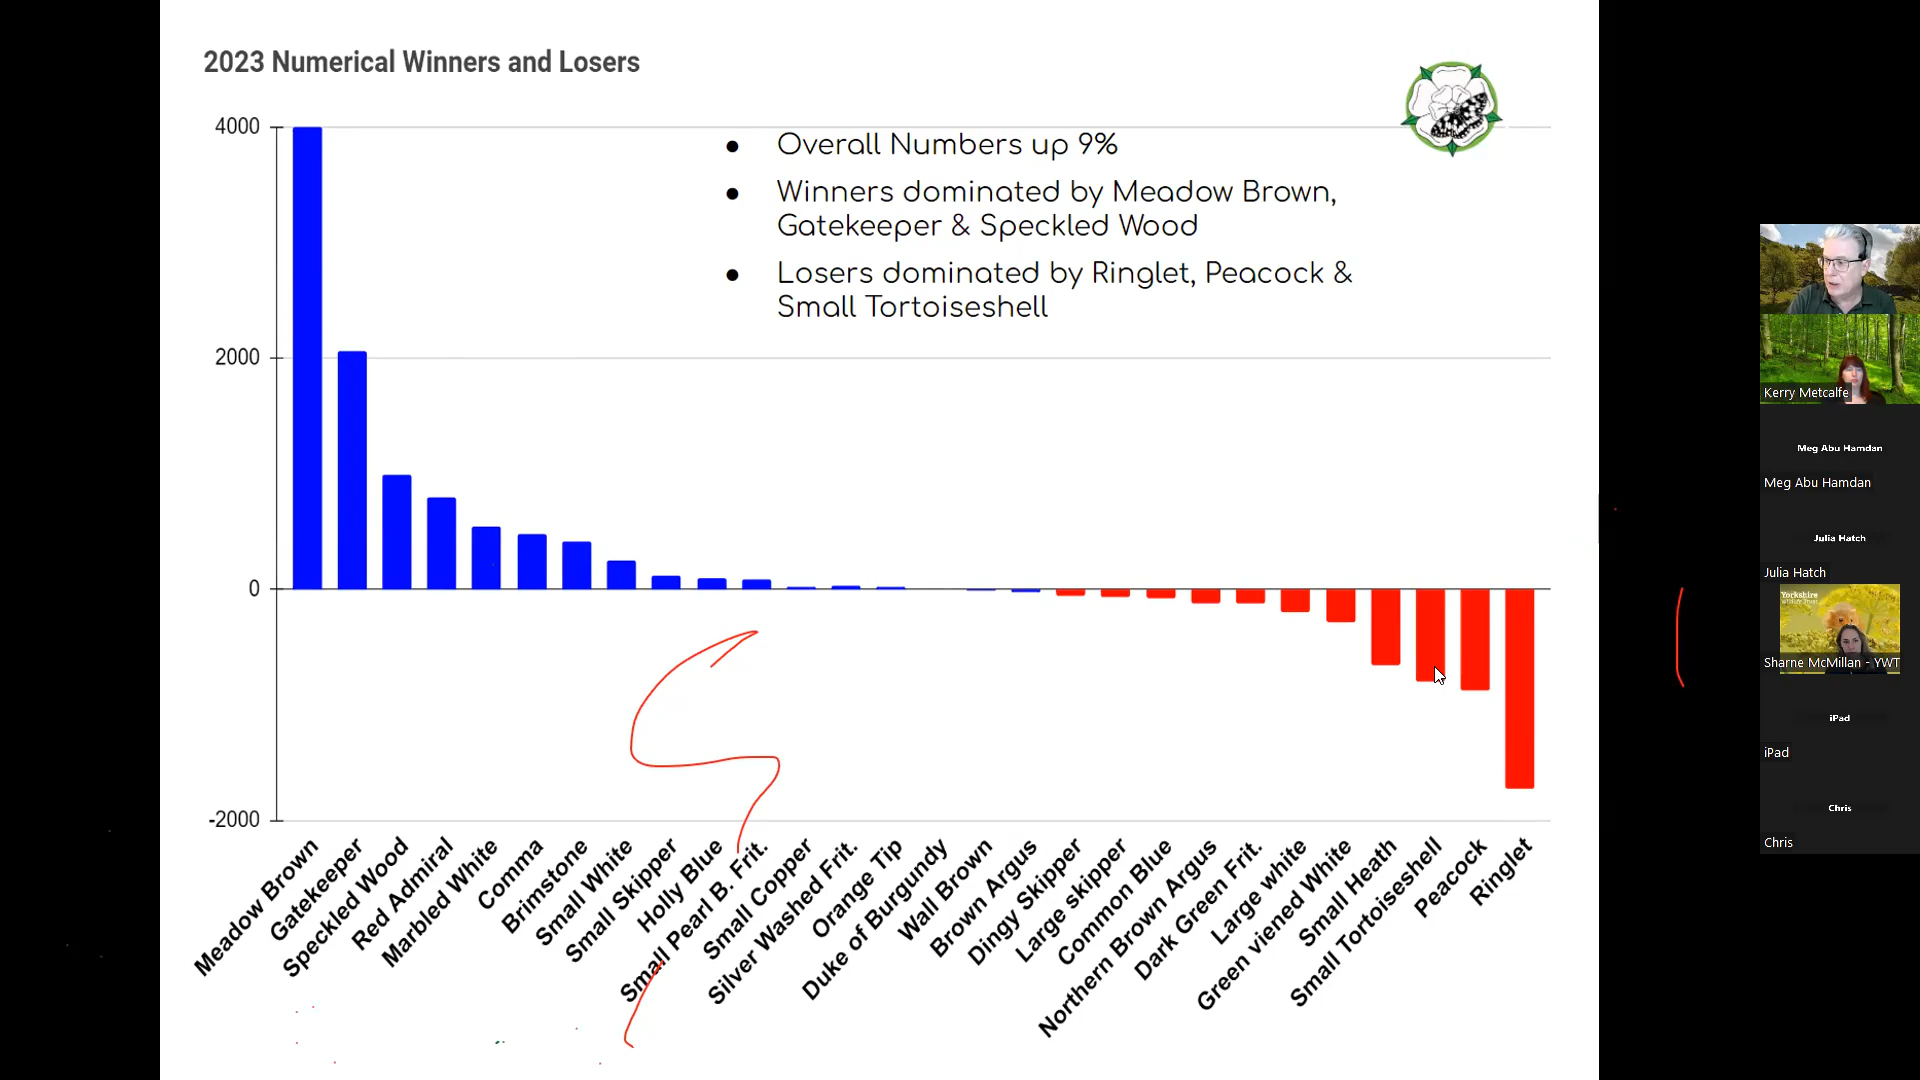 2023 Numerical Winners and Losers
4000
2000
0
-2000
● Overall Numbers up 9%
● Winners dominated by Meadow Brown,
Gatekeeper & Speckled Wood
● Losers dominated by Ringlet, Peacock &
Small Tortoiseshell
Meadow Brown
Gatekeeper
Speckled Wood
Red Admiral
Marbled White
Comma
Brimstone
Small White
Small Skipper
Holly Blue
Small Pearl B. Frit.
Small Copper
Silver Washed Frit.
Orange Tip
Duke of Burgundy
Wall Brown
Brown Argus
Dingy Skipper
Large skipper
Common Blue
Northern Brown Argus
Dark Green Frit.
Large white
Green viened White
Small Heath
Small Tortoiseshell
Peacock
Ringlet
Kerry Metcalfe
Meg Abu Hamdan
Meg Abu Hamdan
Julia Hatch
Julia Hatch
Yorkshire
Wildlife Trust
Sharne McMillan - YWT
iPad
iPad
Chris
Chris